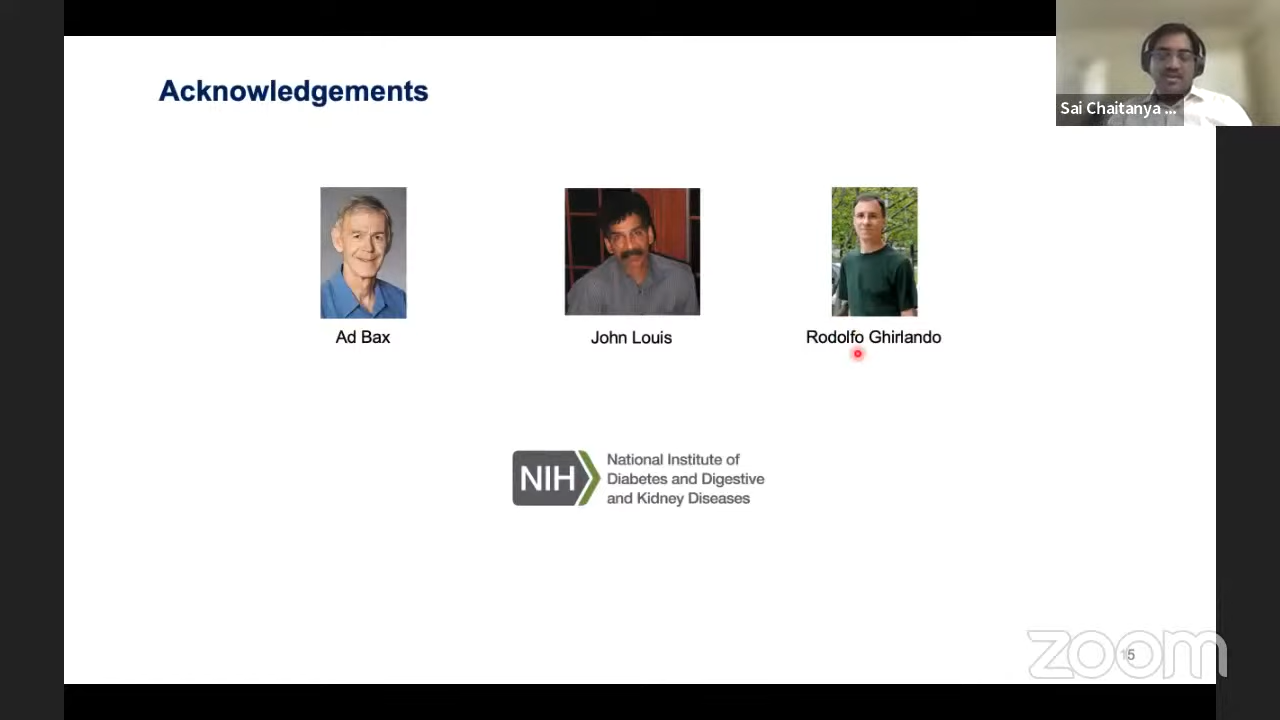 Acknowledgements
Sai Chaitanya ...
Ad Bax
John Louis
Rodolfo Ghirlando
NIH
National Institute of
Diabetes and Digestive
and Kidney Diseases
zoom
15